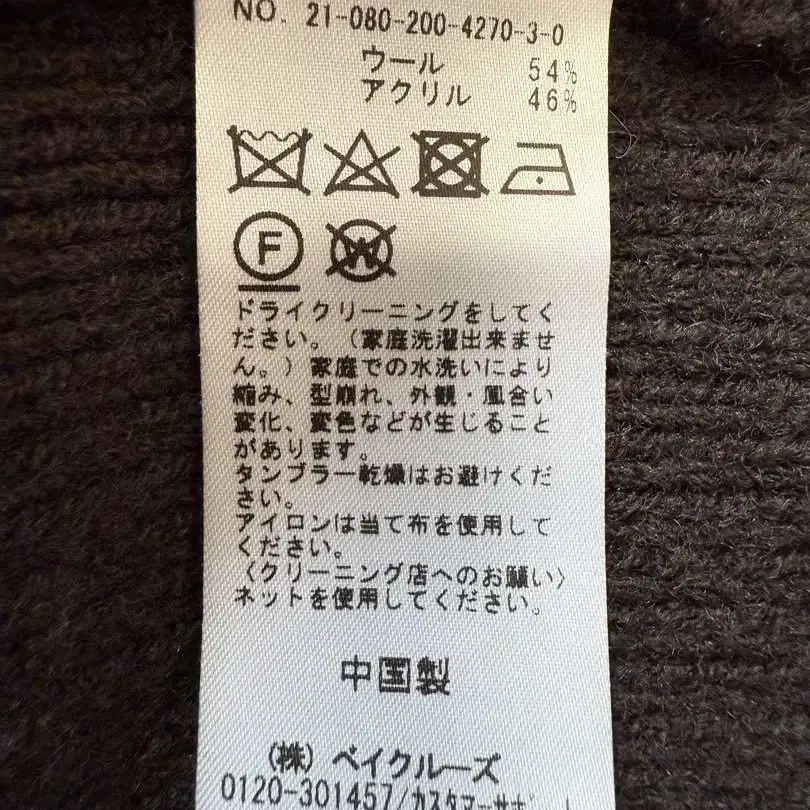 NO. 21-080-200-4270-3-0
ウール 54%
アクリル 46%
F
W
ドライクリーニングをしてく
ださい。（家庭洗濯出来ませ
ん。）家庭での水洗いにより
縮み、型崩れ、外観・風合い
変化、変色などが生じること
があります。
タンブラー乾燥はお避けくだ
さい。
アイロンは当て布を使用して
ください。
〈クリーニング店へのお願い〉
ネットを使用してください。
中国製
(株) ベイクルーズ
0120-301457/カスタマーサポート